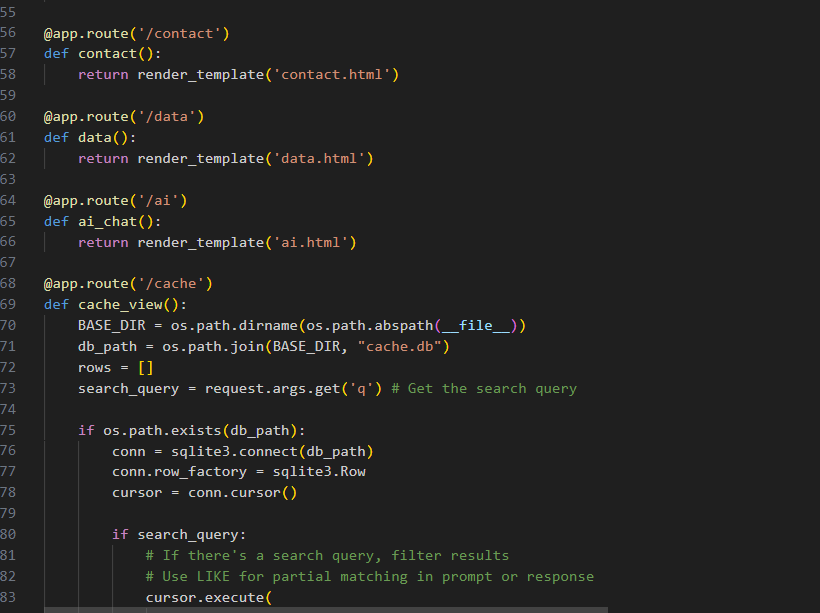 55
56 @app.route('/contact')
57 def contact():
58     return render_template('contact.html')
59
60 @app.route('/data')
61 def data():
62     return render_template('data.html')
63
64 @app.route('/ai')
65 def ai_chat():
66     return render_template('ai.html')
67
68 @app.route('/cache')
69 def cache_view():
70     BASE_DIR = os.path.dirname(os.path.abspath(__file__))
71     db_path = os.path.join(BASE_DIR, "cache.db")
72     rows = []
73     search_query = request.args.get('q') # Get the search query
74
75     if os.path.exists(db_path):
76         conn = sqlite3.connect(db_path)
77         conn.row_factory = sqlite3.Row
78         cursor = conn.cursor()
79
80         if search_query:
81             # If there's a search query, filter results
82             # Use LIKE for partial matching in prompt or response
83             cursor.execute(